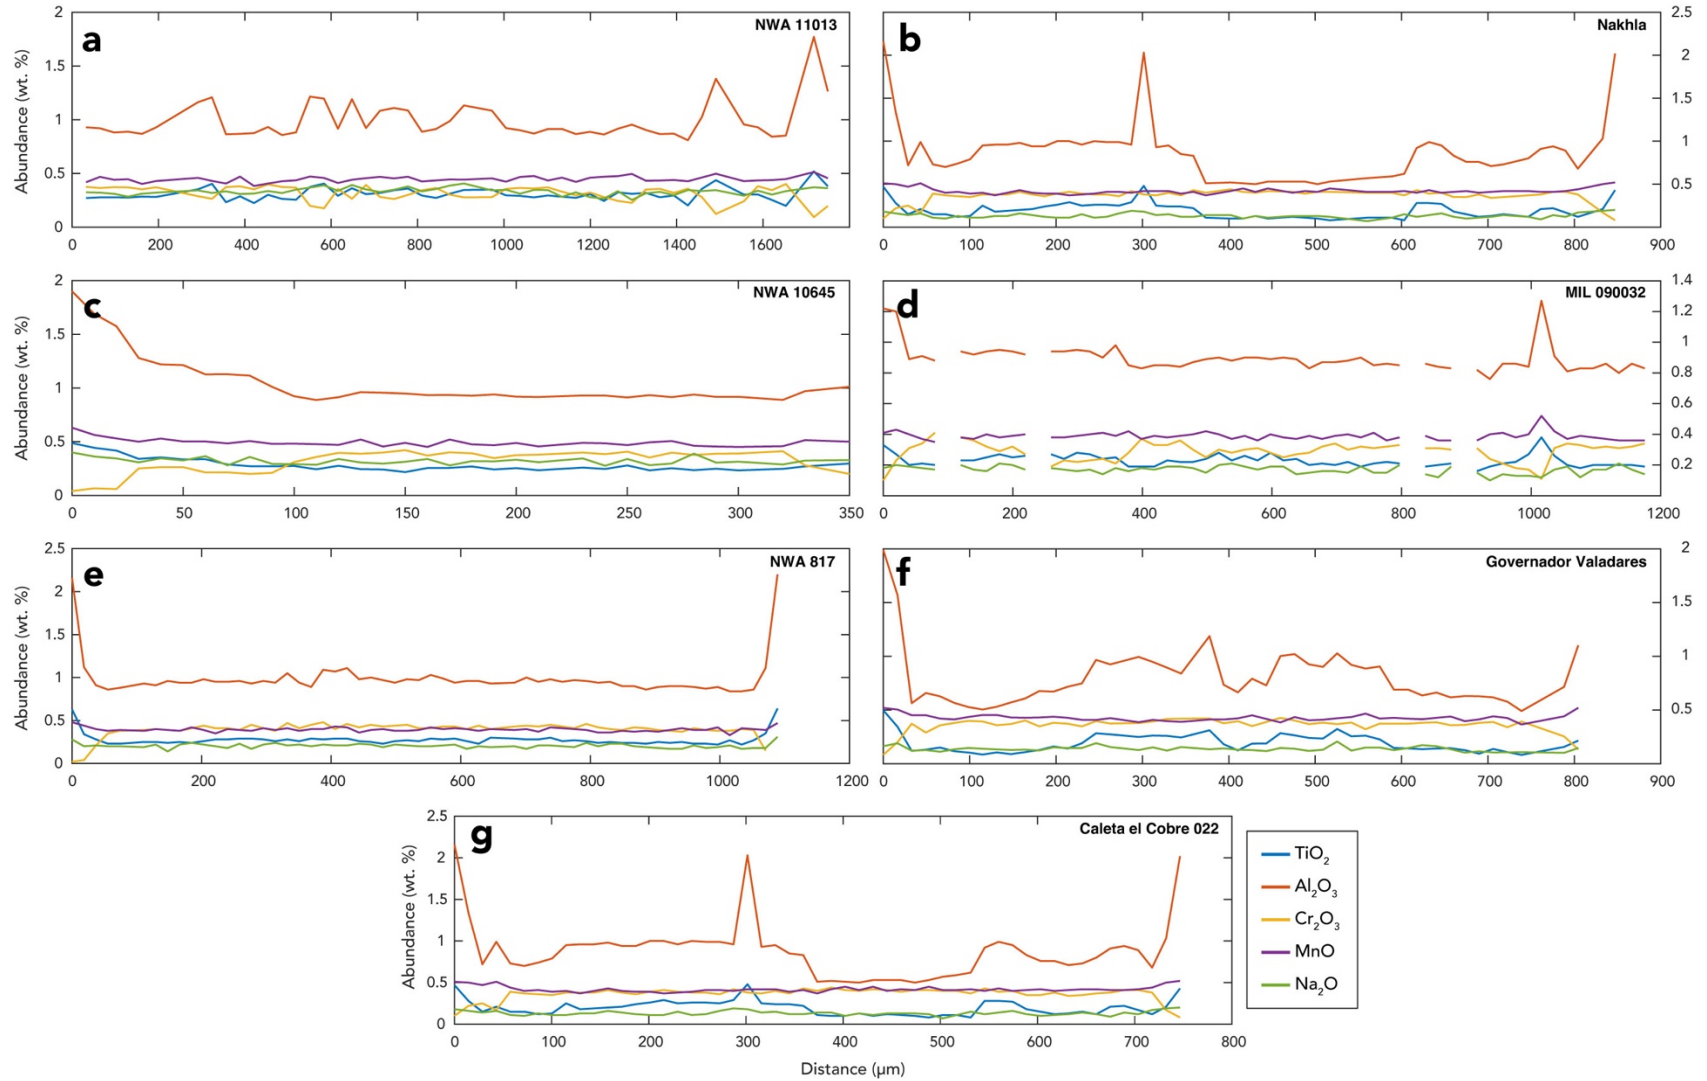 a
NWA 11013
Abundance (wt. %)
2
1.5
1
0.5
0
0 200 400 600 800 1000 1200 1400 1600
b
Nakhla
2.5
2
1.5
1
0.5
0 100 200 300 400 500 600 700 800 900
c
NWA 10645
Abundance (wt. %)
2
1.5
1
0.5
0
0 50 100 150 200 250 300 350
d
MIL 090032
1.4
1.2
1
0.8
0.6
0.4
0.2
0 200 400 600 800 1000 1200
e
NWA 817
Abundance (wt. %)
2.5
2
1.5
1
0.5
0
0 200 400 600 800 1000 1200
f
Governador Valadares
2
1.5
1
0.5
0 100 200 300 400 500 600 700 800 900
g
Caleta el Cobre 022
Abundance (wt. %)
2.5
2
1.5
1
0.5
0
0 100 200 300 400 500 600 700 800
Distance (µm)
TiO₂
Al₂O₃
Cr₂O₃
MnO
Na₂O